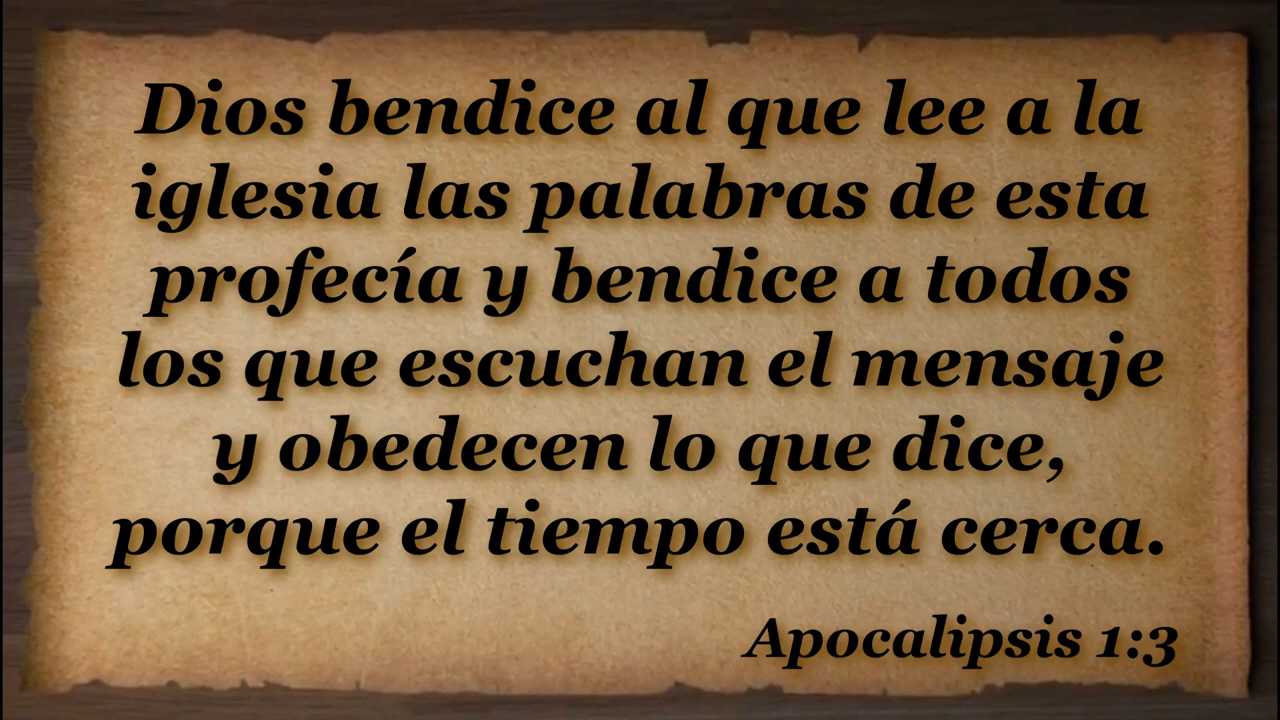 Dios bendice al que lee a la
iglesia las palabras de esta
profecía y bendice a todos
los que escuchan el mensaje
y obedecen lo que dice,
porque el tiempo está cerca.
Apocalipsis 1:3